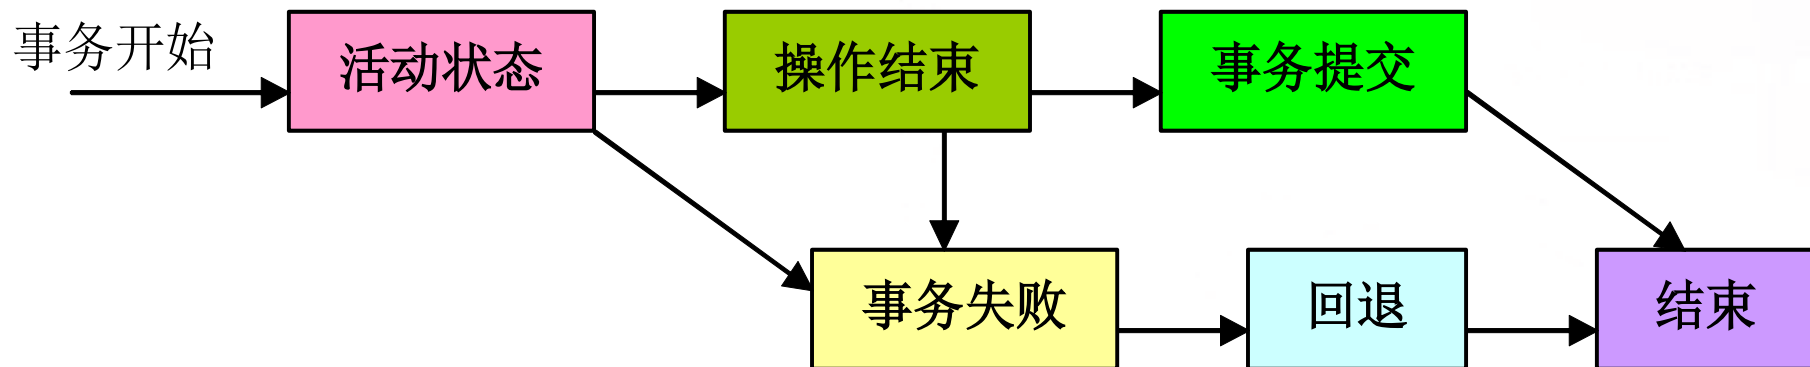 事务开始
活动状态
操作结束
事务提交
事务失败
回退
结束